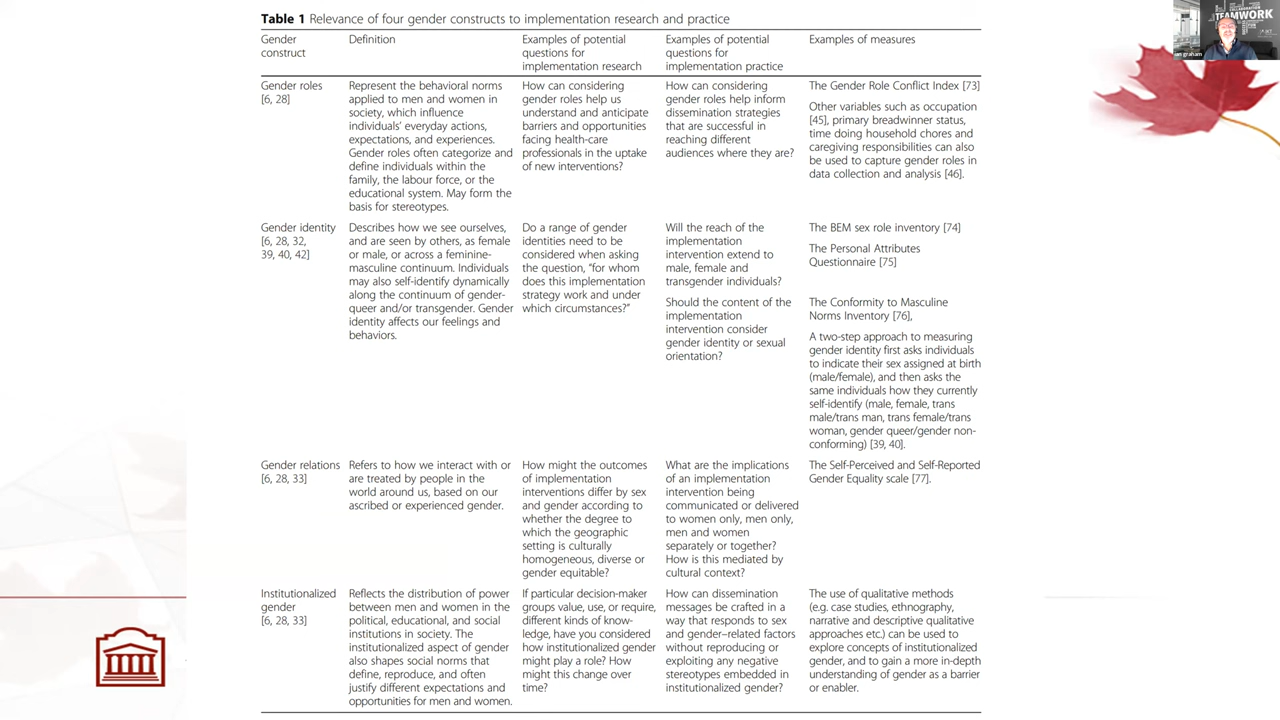 Table 1 Relevance of four gender constructs to implementation research and practice
Gender construct
Definition
Examples of potential questions for implementation research
Examples of potential questions for implementation practice
Examples of measures
Gender roles
[6, 28]
Represent the behavioral norms
applied to men and women in
society, which influence
individuals' everyday actions,
expectations, and experiences.
Gender roles often categorize and
define individuals within the
family, the labour force, or the
educational system. May form the
basis for stereotypes.
How can considering
gender roles help us
understand and anticipate
barriers and opportunities
facing health-care
professionals in the uptake
of new interventions?
How can considering
gender roles help inform
dissemination strategies
that are successful in
reaching different
audiences where they are?
The Gender Role Conflict Index [73]
Other variables such as occupation
[45], primary breadwinner status,
time doing household chores and
caregiving responsibilities can also
be used to capture gender roles in
data collection and analysis [46].
Gender identity
[6, 28, 32,
39, 40, 42]
Describes how we see ourselves,
and are seen by others, as female
or male, or across a feminine-
masculine continuum. Individuals
may also self-identify dynamically
along the continuum of gender-
queer and/or transgender. Gender
identity affects our feelings and
behaviors.
Do a range of gender
identities need to be
considered when asking
the question, "for whom
does this implementation
strategy work and under
which circumstances?"
Will the reach of the
implementation
intervention extend to
male, female and
transgender individuals?
Should the content of the
implementation
intervention consider
gender identity or sexual
orientation?
The BEM sex role inventory [74]
The Personal Attributes
Questionnaire [75]
The Conformity to Masculine
Norms Inventory [76],
A two-step approach to measuring
gender identity first asks individuals
to indicate their sex assigned at birth
(male/female), and then asks the
same individuals how they currently
self-identify (male, female, trans
male/trans man, trans female/trans
woman, gender queer/gender non-
conforming) [39, 40].
Gender relations
[6, 28, 33]
Refers to how we interact with or
are treated by people in the
world around us, based on our
ascribed or experienced gender.
How might the outcomes
of implementation
interventions differ by sex
and gender according to
whether the degree to
which the geographic
setting is culturally
homogeneous, diverse or
gender equitable?
What are the implications
of an implementation
intervention being
communicated or delivered
to women only, men only,
men and women
separately or together?
How is this mediated by
cultural context?
The Self-Perceived and Self-Reported
Gender Equality scale [77].
Institutionalized
gender
[6, 28, 33]
Reflects the distribution of power
between men and women in the
political, educational, and social
institutions in society. The
institutionalized aspect of gender
also shapes social norms that
define, reproduce, and often
justify different expectations and
opportunities for men and women.
If particular decision-maker
groups value, use, or require,
different kinds of know-
ledge, have you considered
how institutionalized gender
might play a role? How
might this change over
time?
How can dissemination
messages be crafted in a
way that responds to sex
and gender–related factors
without reproducing or
exploiting any negative
stereotypes embedded in
institutionalized gender?
The use of qualitative methods
(e.g. case studies, ethnography,
narrative and descriptive qualitative
approaches etc.) can be used to
explore concepts of institutionalized
gender, and to gain a more in-depth
understanding of gender as a barrier
or enabler.
TEAMWORK
ian graham